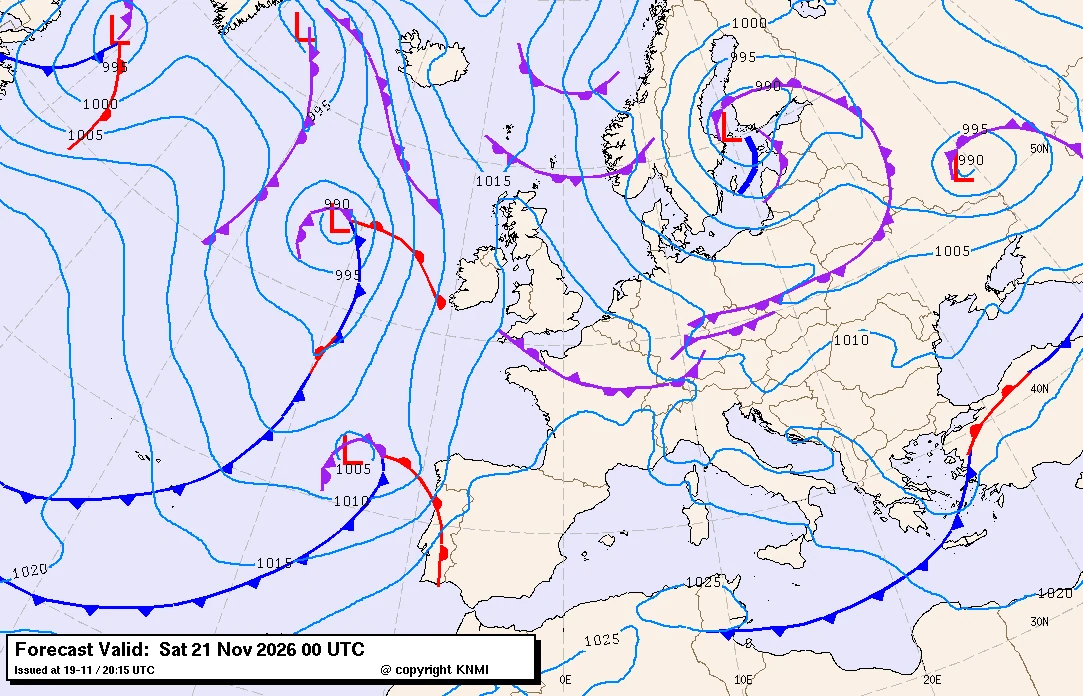 L
L
1000
995
995
990
1000
995
1005
L
995
50N
990
L
1015
990
L
1005
995
1010
40N
L
1005
1010
1015
1020
1025
1020
30N
1025
Forecast Valid: Sat 21 Nov 2026 00 UTC
Issued at 19-11 / 20:15 UTC
@ copyright KNMI
0E
10E
20E